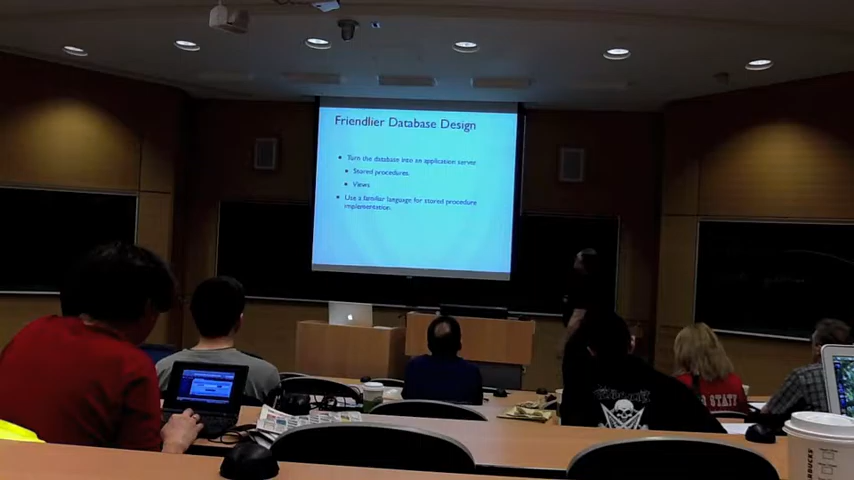 Friendlier Database Design
Turn the database into an application server
Stored procedures
Views
Use a familiar language for stored procedure
implementation
STAFF